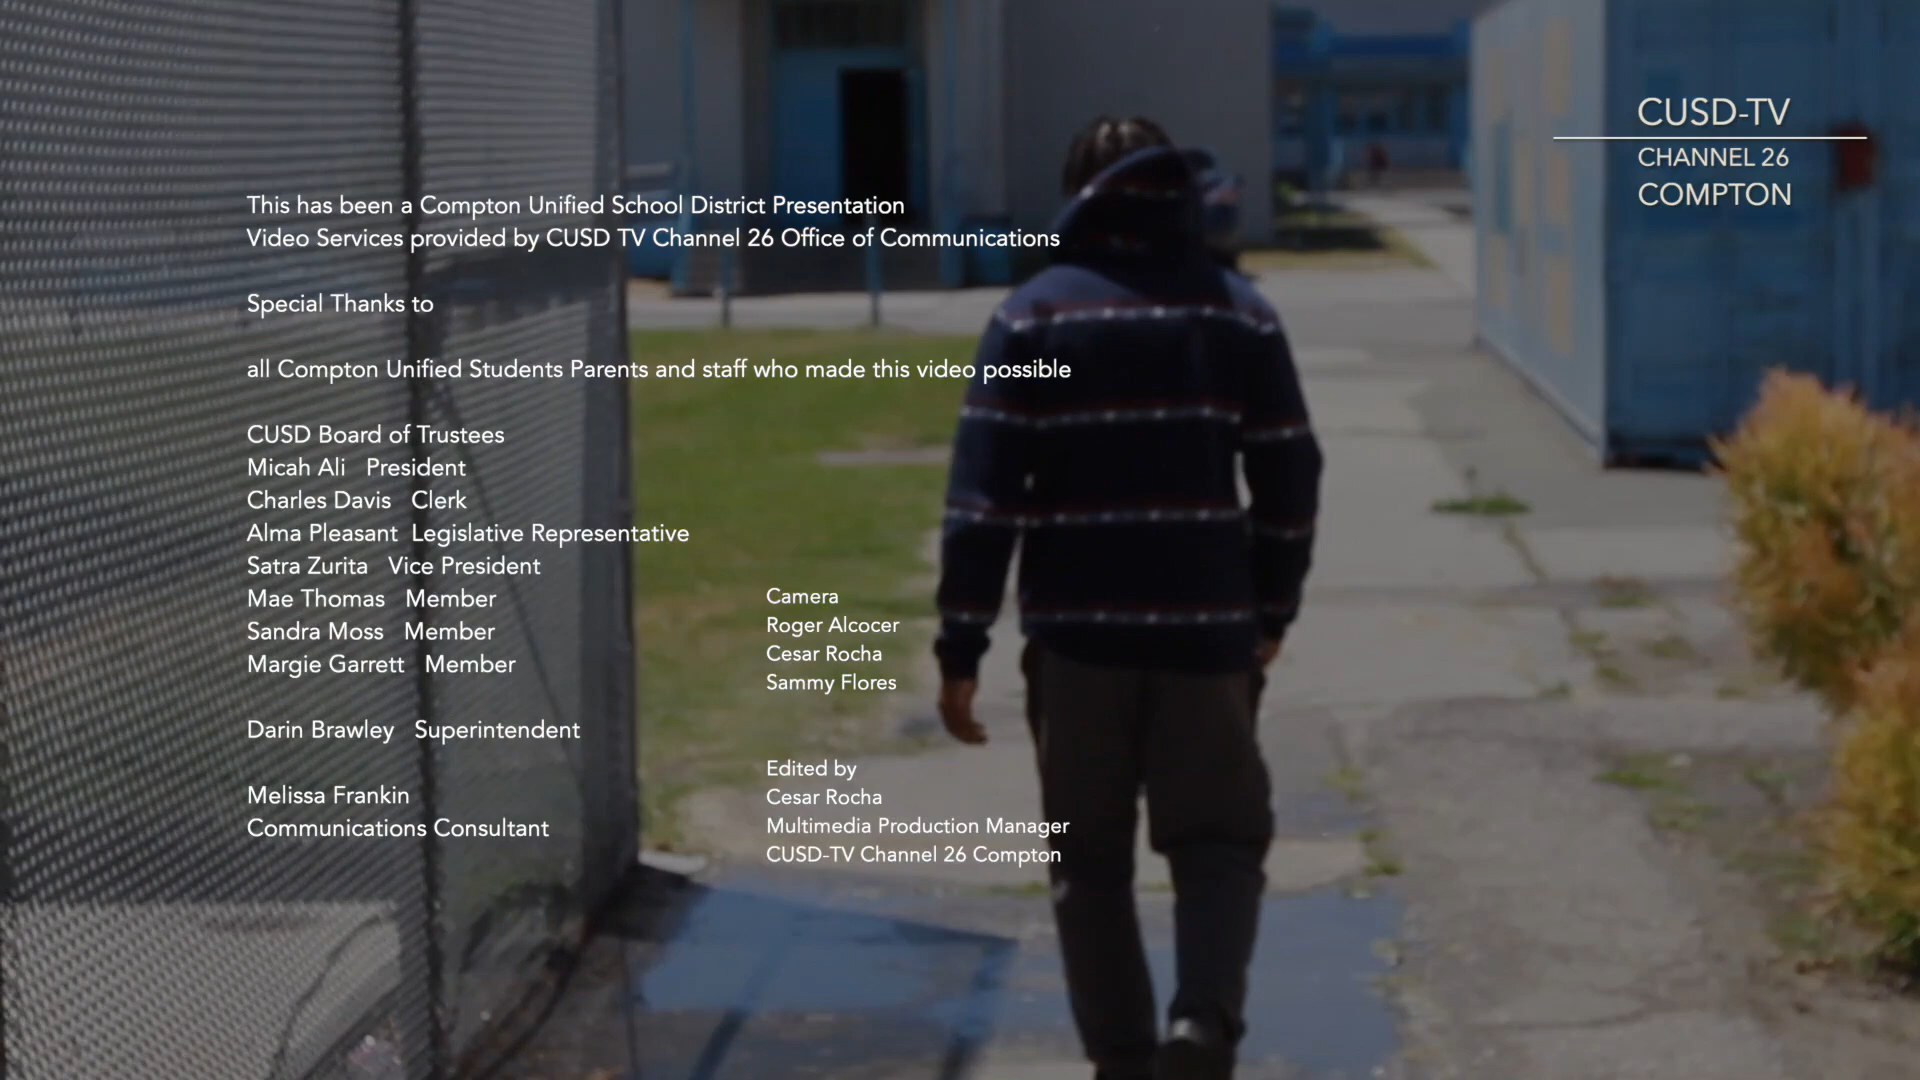 CUSD-TV
CHANNEL 26
COMPTON
This has been a Compton Unified School District Presentation
Video Services provided by CUSD TV Channel 26 Office of Communications
Special Thanks to
all Compton Unified Students Parents and staff who made this video possible
CUSD Board of Trustees
Micah Ali President
Charles Davis Clerk
Alma Pleasant Legislative Representative
Satra Zurita Vice President
Mae Thomas Member
Sandra Moss Member
Margie Garrett Member
Darin Brawley Superintendent
Melissa Frankin
Communications Consultant
Camera
Roger Alcocer
Cesar Rocha
Sammy Flores
Edited by
Cesar Rocha
Multimedia Production Manager
CUSD-TV Channel 26 Compton